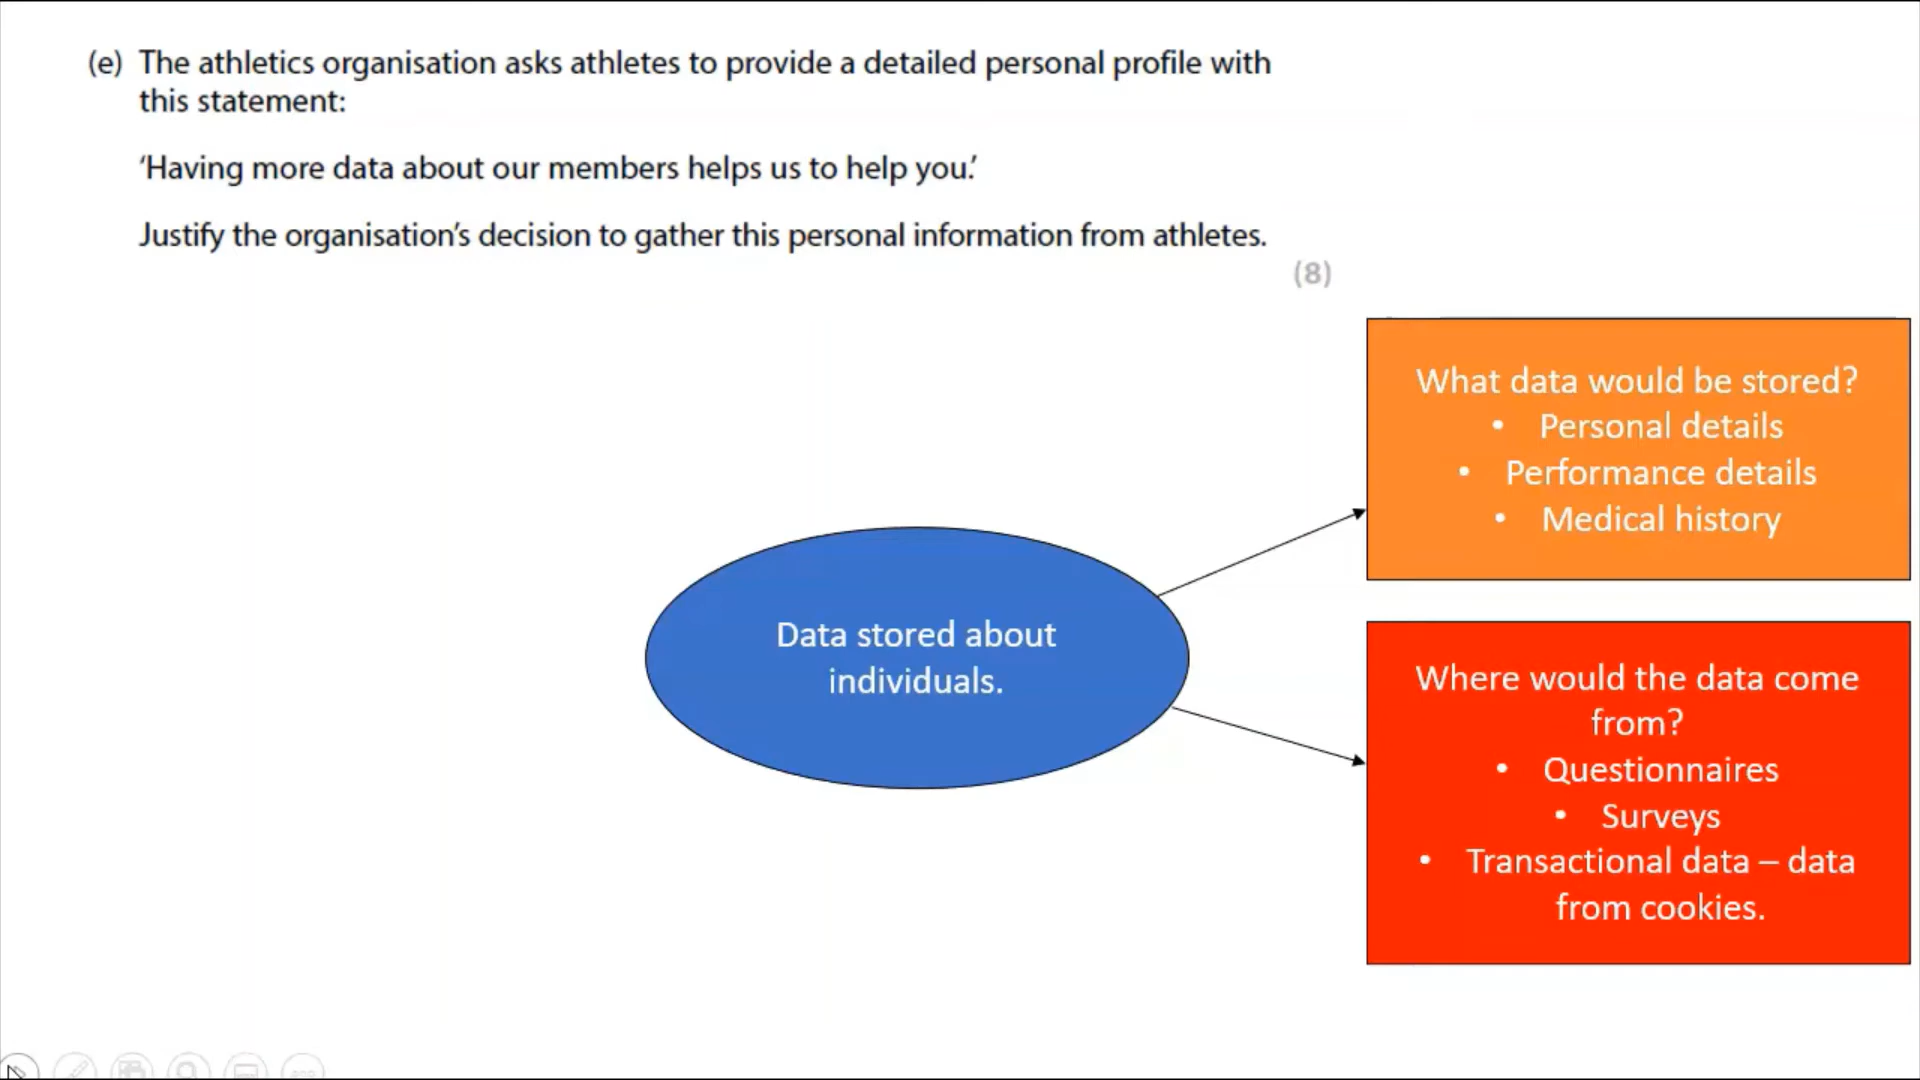 (e) The athletics organisation asks athletes to provide a detailed personal profile with
this statement:
‘Having more data about our members helps us to help you.’
Justify the organisation’s decision to gather this personal information from athletes.
(8)
What data would be stored?
• Personal details
• Performance details
• Medical history
Data stored about
individuals.
Where would the data come
from?
• Questionnaires
• Surveys
• Transactional data – data
from cookies.